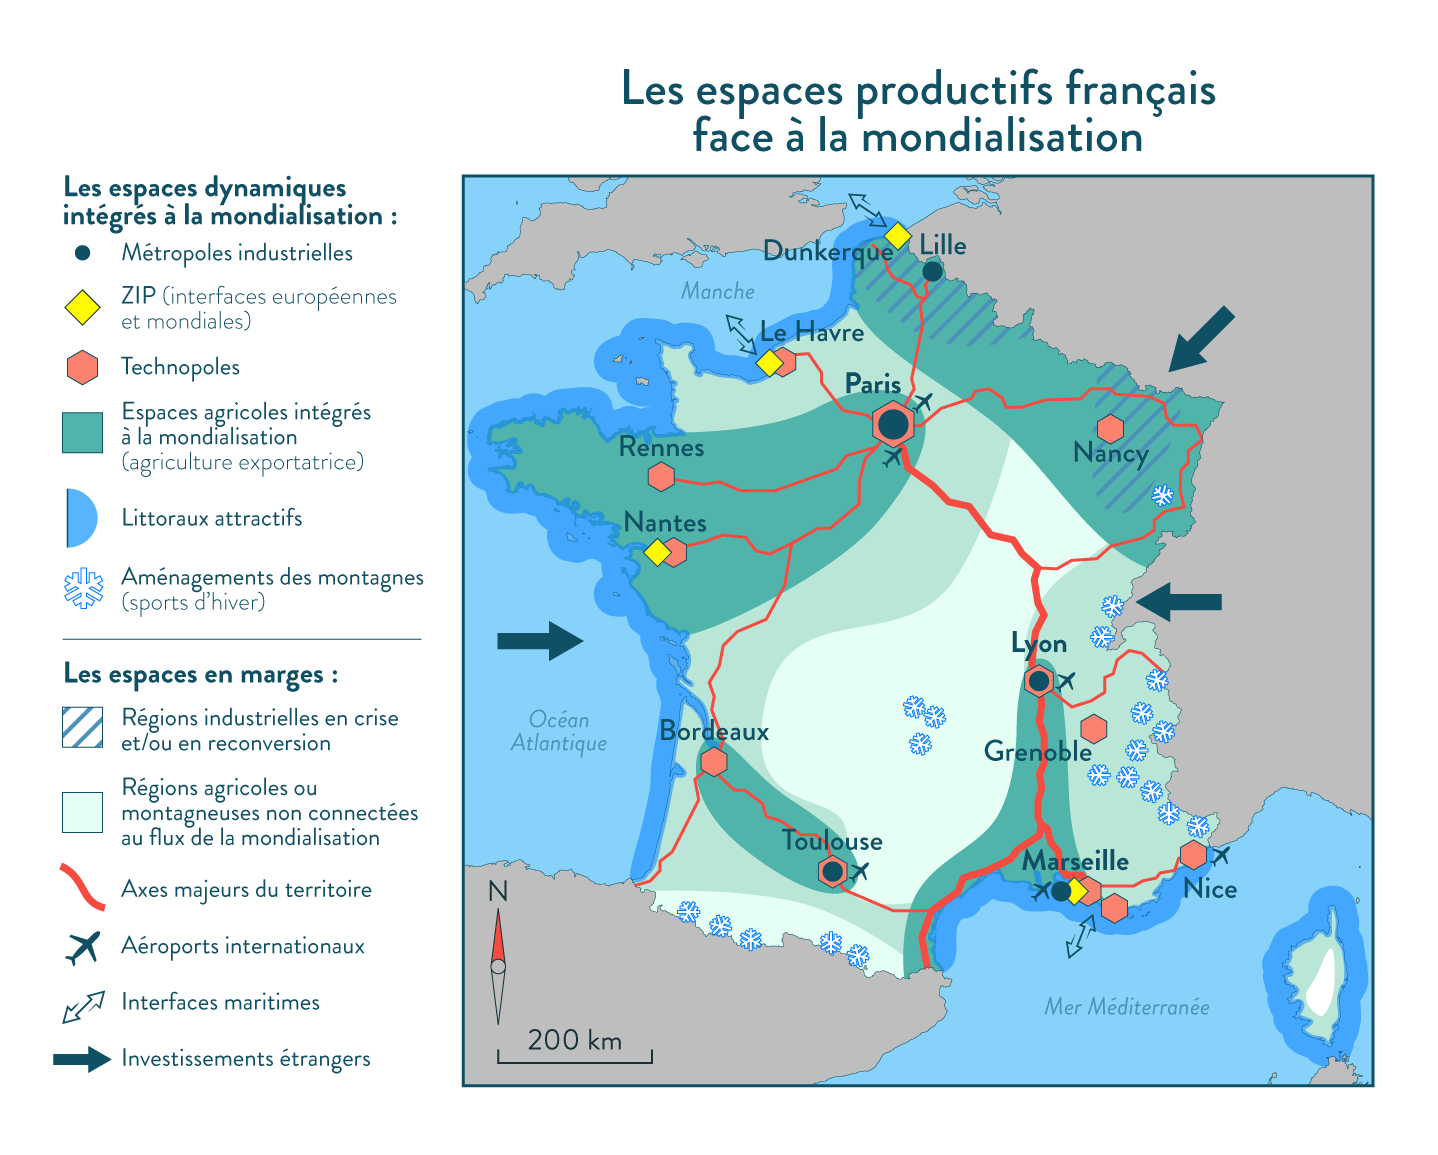 Les espaces productifs français
face à la mondialisation
Les espaces dynamiques
intégrés à la mondialisation :
Métropoles industrielles
ZIP (interfaces européennes
et mondiales)
Technopoles
Espaces agricoles intégrés
à la mondialisation
(agriculture exportatrice)
Littoraux attractifs
Aménagements des montagnes
(sports d'hiver)
Les espaces en marges :
Régions industrielles en crise
et/ou en reconversion
Régions agricoles ou
montagneuses non connectées
au flux de la mondialisation
Axes majeurs du territoire
Aéroports internationaux
Interfaces maritimes
Investissements étrangers
Dunkerque
Lille
Manche
Le Havre
Paris
Rennes
Nancy
Nantes
Lyon
Océan
Atlantique
Bordeaux
Grenoble
Toulouse
Marseille
Nice
N
Mer Méditerranée
200 km